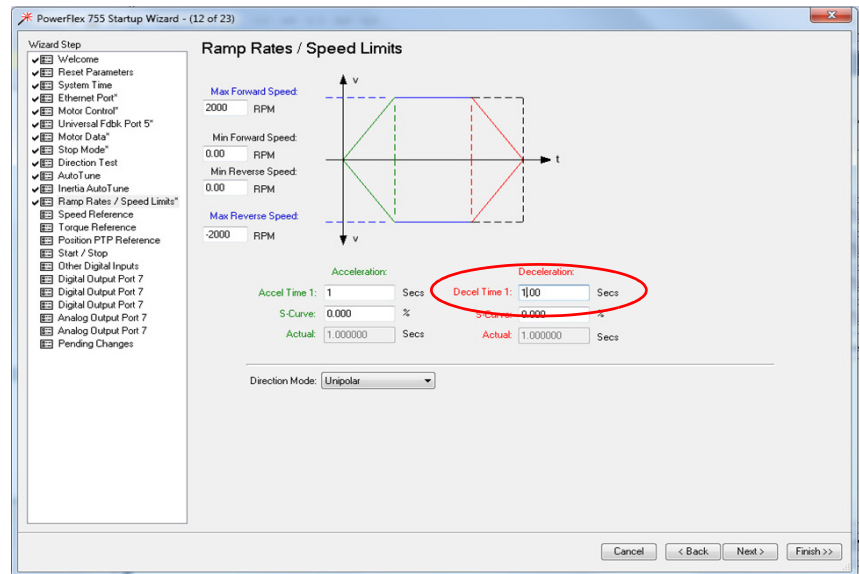 PowerFlex 755 Startup Wizard - (12 of 23)
Wizard Step
Welcome
Reset Parameters
System Time
Ethernet Port"
Motor Control"
Universal Fdbk Port 5"
Motor Data"
Stop Mode"
Direction Test
AutoTune
Inertia AutoTune
Ramp Rates / Speed Limits"
Speed Reference
Torque Reference
Position PTP Reference
Start / Stop
Other Digital Inputs
Digital Output Port 7
Digital Output Port 7
Digital Output Port 7
Analog Output Port 7
Analog Output Port 7
Pending Changes
Ramp Rates / Speed Limits
v
Max Forward Speed:
2000 RPM
Min Forward Speed:
0.00 RPM
t
Min Reverse Speed:
0.00 RPM
Max Reverse Speed:
-2000 RPM
v
Acceleration: Deceleration:
Accel Time 1: 1 Secs Decel Time 1: 1.00 Secs
S-Curve: 0.000 % S-Curve: 0.000 %
Actual: 1.000000 Secs Actual: 1.000000 Secs
Direction Mode: Unipolar
Cancel < Back Next > Finish >>